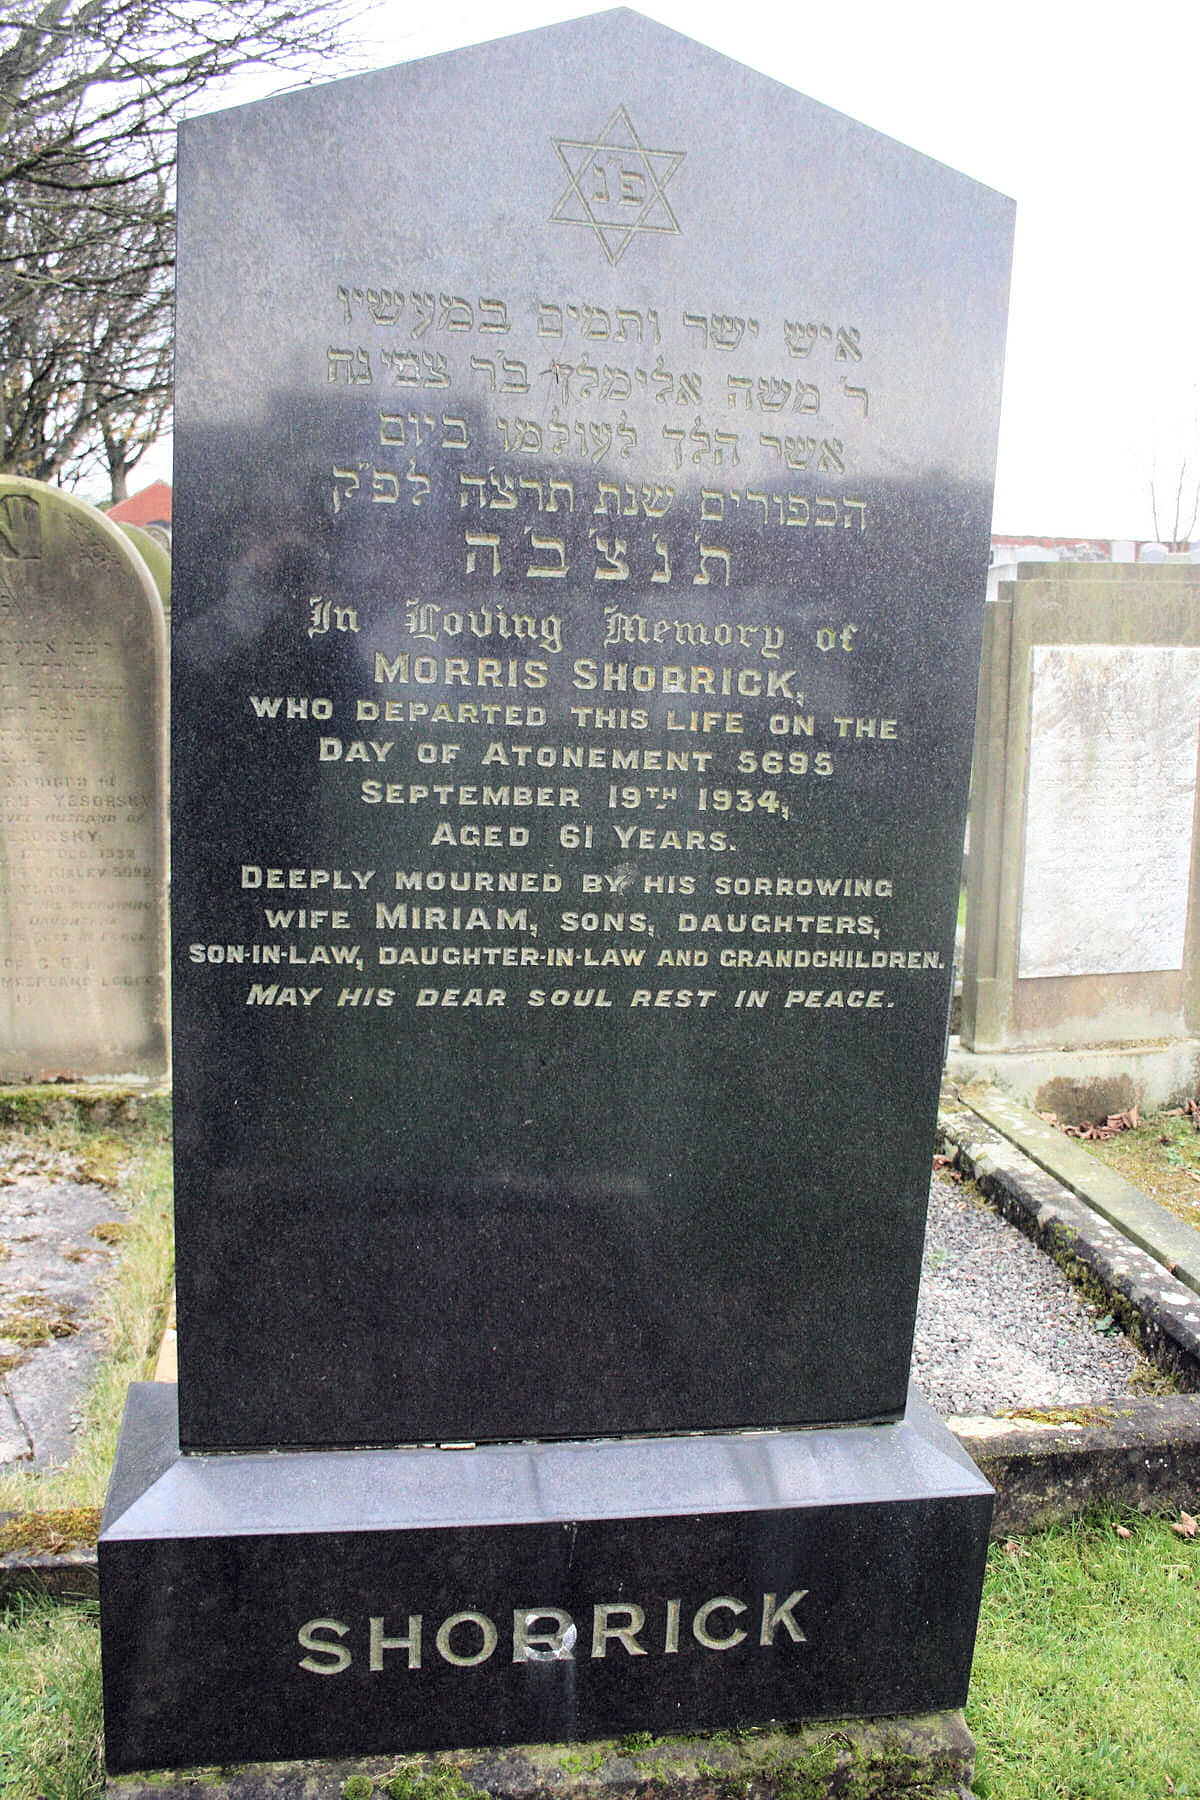 פ״נ
איש ישר ותמים במעשיו
ר׳ משה אלימלך ב״ר צבי נח
אשר הלך לעולמו ביום
הכפורים שנת תרצ״ה לפ״ק
ת׳נ׳צ׳ב׳ה
In Loving Memory of
MORRIS SHORRICK,
WHO DEPARTED THIS LIFE ON THE
DAY OF ATONEMENT 5695
SEPTEMBER 19TH 1934,
AGED 61 YEARS.
DEEPLY MOURNED BY HIS SORROWING
WIFE MIRIAM, SONS, DAUGHTERS,
SON-IN-LAW, DAUGHTER-IN-LAW AND GRANDCHILDREN.
MAY HIS DEAR SOUL REST IN PEACE.
SHORRICK